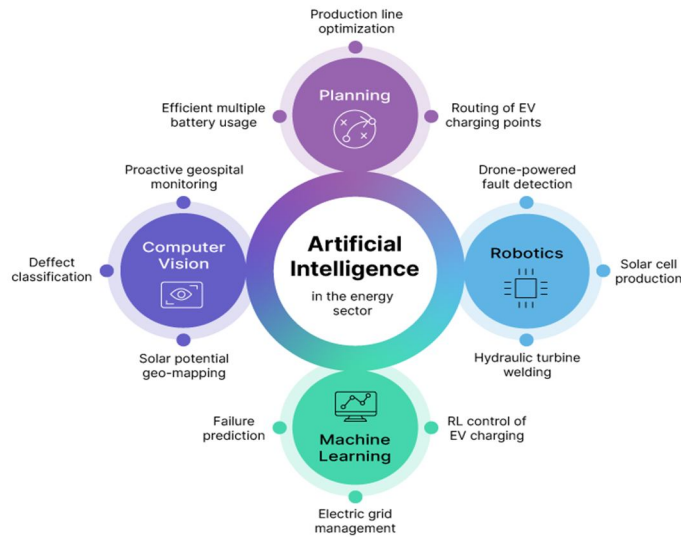 Production line
optimization
Planning
Efficient multiple
battery usage
Routing of EV
charging points
Proactive geospital
monitoring
Drone-powered
fault detection
Computer
Vision
Deffect
classification
Artificial
Intelligence
in the energy
sector
Robotics
Solar cell
production
Solar potential
geo-mapping
Hydraulic turbine
welding
Failure
prediction
RL control of
EV charging
Machine
Learning
Electric grid
management